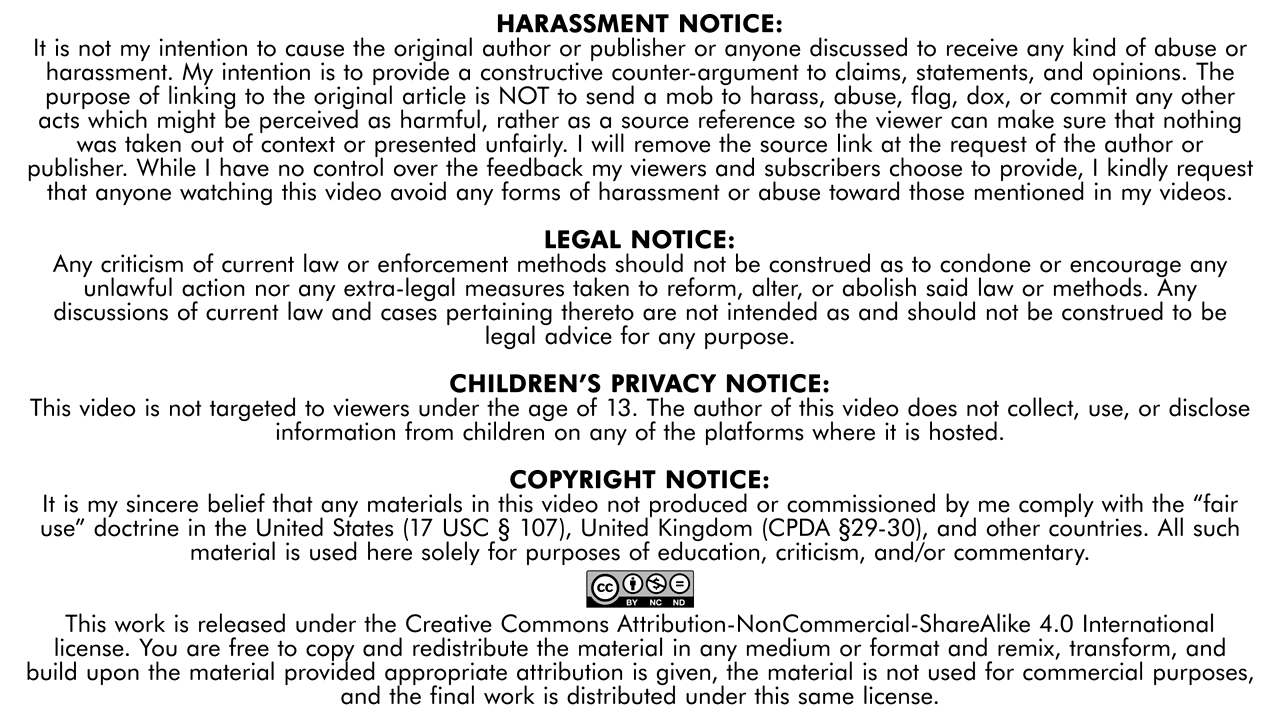 HARASSMENT NOTICE:
It is not my intention to cause the original author or publisher or anyone discussed to receive any kind of abuse or
harassment. My intention is to provide a constructive counter-argument to claims, statements, and opinions. The
purpose of linking to the original article is NOT to send a mob to harass, abuse, flag, dox, or commit any other
acts which might be perceived as harmful, rather as a source reference so the viewer can make sure that nothing
was taken out of context or presented unfairly. I will remove the source link at the request of the author or
publisher. While I have no control over the feedback my viewers and subscribers choose to provide, I kindly request
that anyone watching this video avoid any forms of harassment or abuse toward those mentioned in my videos.
LEGAL NOTICE:
Any criticism of current law or enforcement methods should not be construed as to condone or encourage any
unlawful action nor any extra-legal measures taken to reform, alter, or abolish said law or methods. Any
discussions of current law and cases pertaining thereto are not intended as and should not be construed to be
legal advice for any purpose.
CHILDREN'S PRIVACY NOTICE:
This video is not targeted to viewers under the age of 13. The author of this video does not collect, use, or disclose
information from children on any of the platforms where it is hosted.
COPYRIGHT NOTICE:
It is my sincere belief that any materials in this video not produced or commissioned by me comply with the “fair
use” doctrine in the United States (17 USC § 107), United Kingdom (CPDA §29-30), and other countries. All such
material is used here solely for purposes of education, criticism, and/or commentary.
cc
BY NC ND
This work is released under the Creative Commons Attribution-NonCommercial-ShareAlike 4.0 International
license. You are free to copy and redistribute the material in any medium or format and remix, transform, and
build upon the material provided appropriate attribution is given, the material is not used for commercial purposes,
and the final work is distributed under this same license.